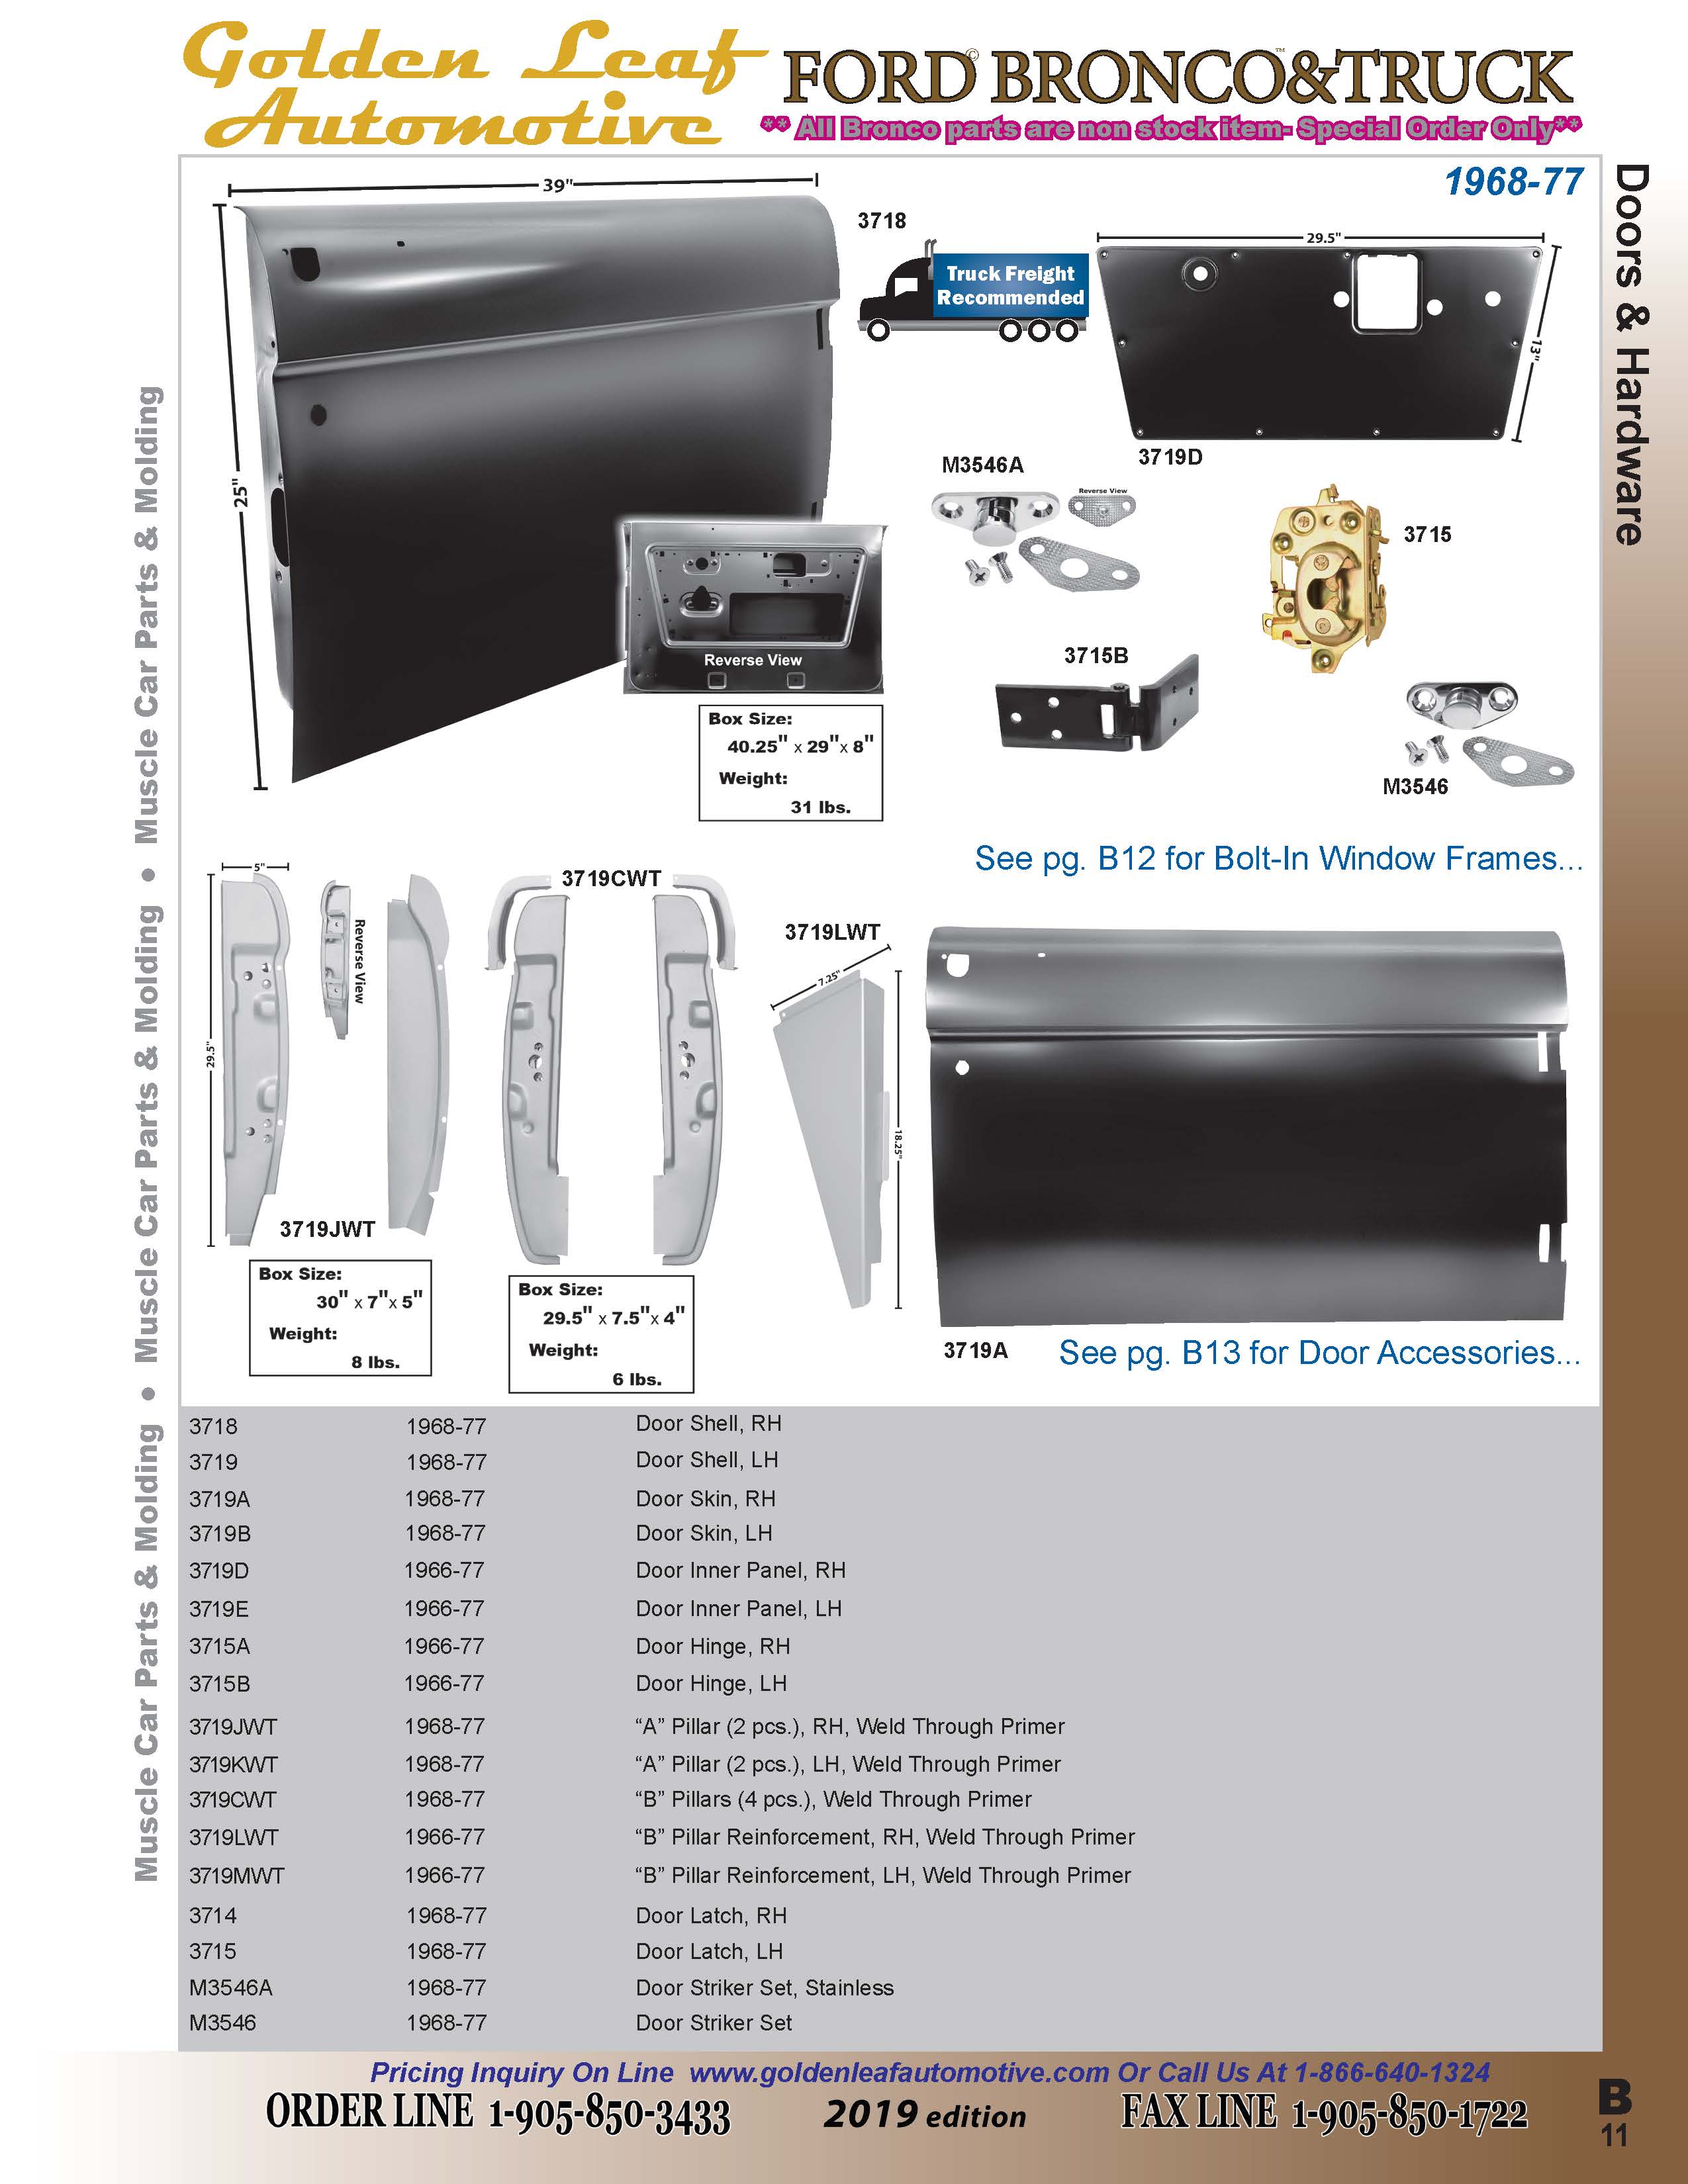 Golden Leaf
Automotive
FORD© BRONCO™&TRUCK
** All Bronco parts are non stock item- Special Order Only**
1968-77
Doors & Hardware
Muscle Car Parts & Molding • Muscle Car Parts & Molding • Muscle Car Parts & Molding
39"
25"
3718
Truck Freight
Recommended
29.5"
13"
3719D
M3546A
Reverse View
3715
3715B
M3546
Reverse View
Box Size:
40.25" x 29"x 8"
Weight:
31 lbs.
See pg. B12 for Bolt-In Window Frames...
5"
29.5"
Reverse View
3719JWT
Box Size:
30" x 7"x 5"
Weight:
8 lbs.
3719CWT
Box Size:
29.5" x 7.5"x 4"
Weight:
6 lbs.
3719LWT
7.25"
18.25"
3719A
See pg. B13 for Door Accessories...
3718 1968-77 Door Shell, RH
3719 1968-77 Door Shell, LH
3719A 1968-77 Door Skin, RH
3719B 1968-77 Door Skin, LH
3719D 1966-77 Door Inner Panel, RH
3719E 1966-77 Door Inner Panel, LH
3715A 1966-77 Door Hinge, RH
3715B 1966-77 Door Hinge, LH
3719JWT 1968-77 “A” Pillar (2 pcs.), RH, Weld Through Primer
3719KWT 1968-77 “A” Pillar (2 pcs.), LH, Weld Through Primer
3719CWT 1968-77 “B” Pillars (4 pcs.), Weld Through Primer
3719LWT 1966-77 “B” Pillar Reinforcement, RH, Weld Through Primer
3719MWT 1966-77 “B” Pillar Reinforcement, LH, Weld Through Primer
3714 1968-77 Door Latch, RH
3715 1968-77 Door Latch, LH
M3546A 1968-77 Door Striker Set, Stainless
M3546 1968-77 Door Striker Set
Pricing Inquiry On Line www.goldenleafautomotive.com Or Call Us At 1-866-640-1324
ORDER LINE 1-905-850-3433
2019 edition
FAX LINE 1-905-850-1722
B
11